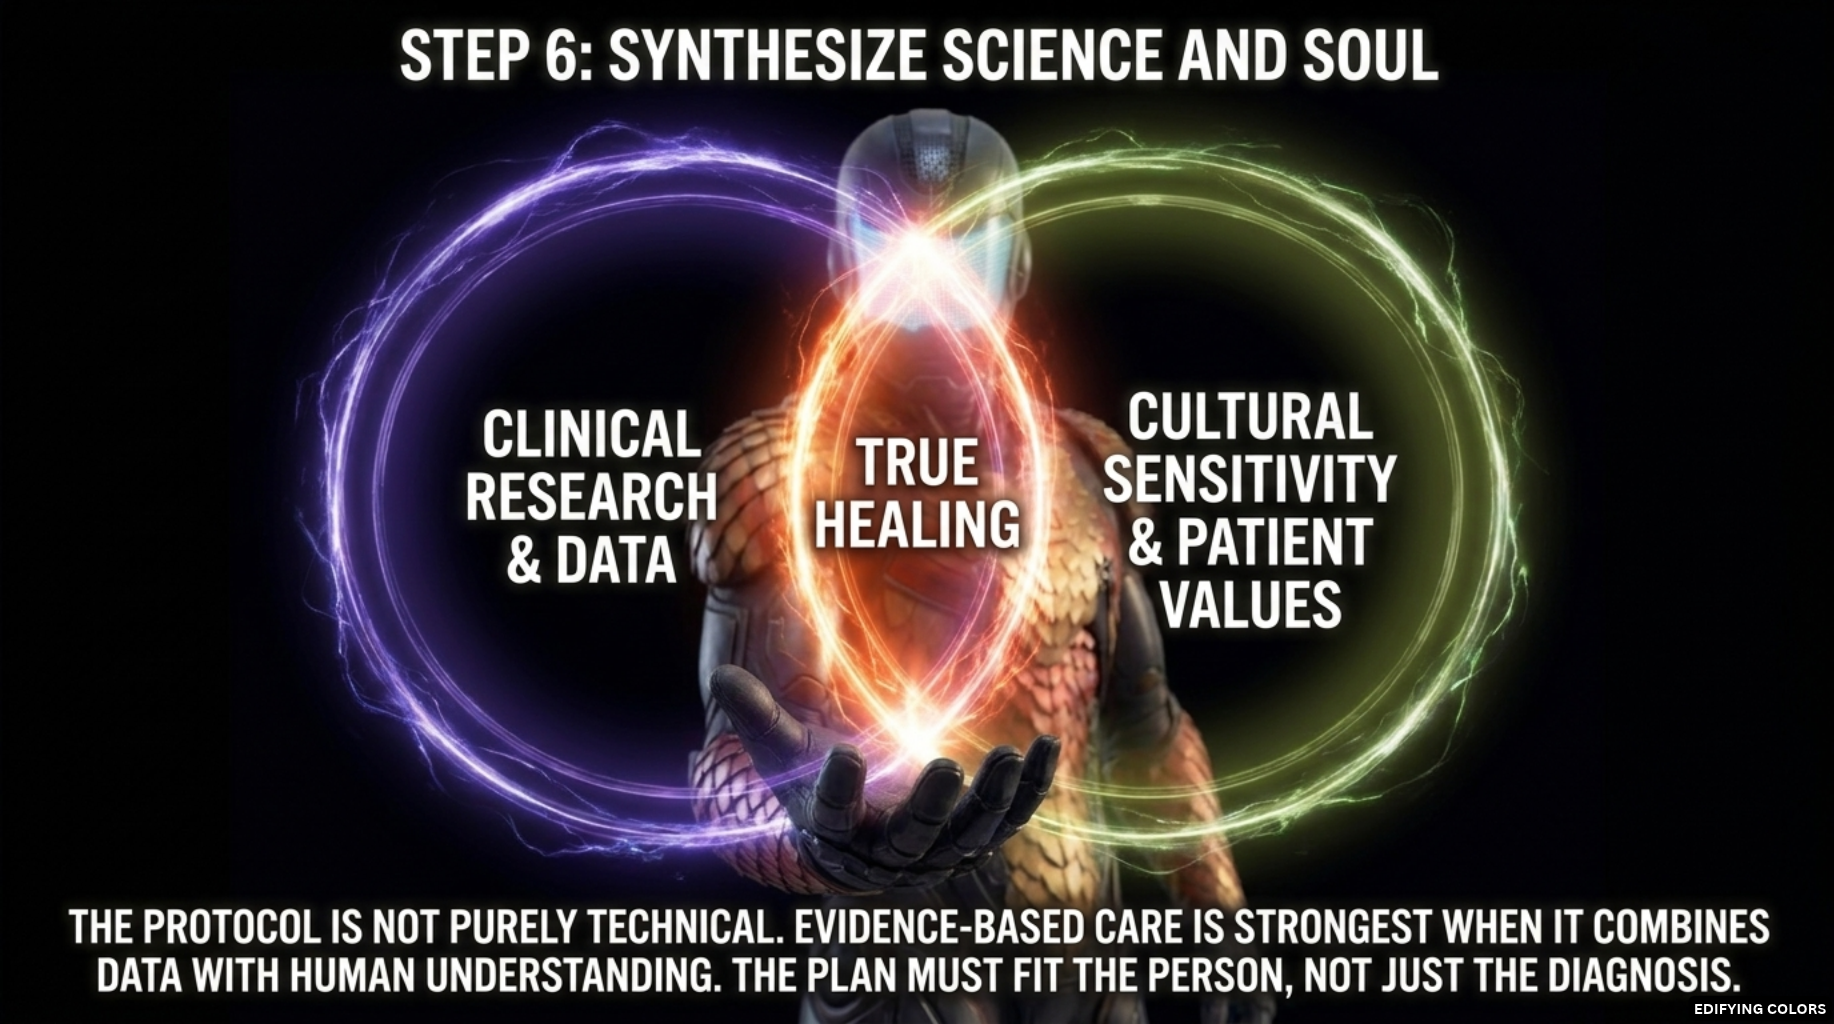 STEP 6: SYNTHESIZE SCIENCE AND SOUL
CLINICAL
RESEARCH
& DATA
TRUE
HEALING
CULTURAL
SENSITIVITY
& PATIENT
VALUES
THE PROTOCOL IS NOT PURELY TECHNICAL. EVIDENCE-BASED CARE IS STRONGEST WHEN IT COMBINES
DATA WITH HUMAN UNDERSTANDING. THE PLAN MUST FIT THE PERSON, NOT JUST THE DIAGNOSIS.
EDIFYING COLORS